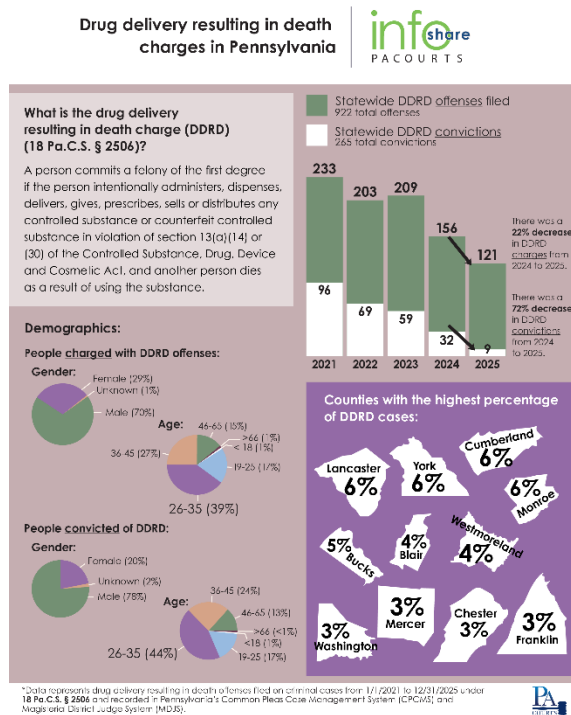 Drug delivery resulting in death
charges in Pennsylvania
info
share
PACOURTS
What is the drug delivery
resulting in death charge (DDRD)
(18 Pa.C.S. § 2506)?
A person commits a felony of the first degree
if the person intentionally administers, dispenses,
delivers, gives, prescribes, sells or distributes any
controlled substance or counterfeit controlled
substance in violation of section 13(a)(14) or
(30) of the Controlled Substance, Drug, Device
and Cosmetic Act, and another person dies
as a result of using the substance.
Statewide DDRD offenses filed
922 total offenses
Statewide DDRD convictions
265 total convictions
233
203
209
156
121
96
69
59
32
9
2021
2022
2023
2024
2025
There was a
22% decrease
in DDRD
charges from
2024 to 2025.
There was a
72% decrease
in DDRD
convictions
from 2024
to 2025.
Demographics:
People charged with DDRD offenses:
Gender:
Female (29%)
Unknown (1%)
Male (70%)
Age:
46-65 (15%)
>66 (1%)
< 18 (1%)
19-25 (17%)
36-45 (27%)
26-35 (39%)
People convicted of DDRD:
Gender:
Female (20%)
Unknown (2%)
Male (78%)
Age:
36-45 (24%)
46-65 (13%)
>66 (<1%)
<18 (1%)
19-25 (17%)
26-35 (44%)
Counties with the highest percentage
of DDRD cases:
Lancaster
6%
York
6%
Cumberland
6%
6%
Monroe
5%
Bucks
4%
Blair
Westmoreland
4%
3%
Washington
3%
Mercer
Chester
3%
3%
Franklin
*Data represents drug delivery resulting in death offenses filed on criminal cases from 1/1/2021 to 12/31/2025 under
18 Pa.C.S. § 2506 and recorded in Pennsylvania's Common Pleas Case Management System (CPCMS) and
Magisterial District Judge System (MDJS).
PA
COURTS